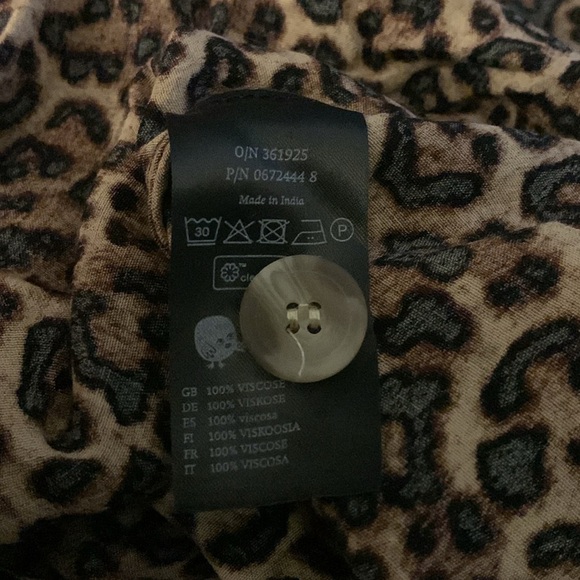 O/N 361925
P/N 0672444 8
Made in India
30
P
GB 100% VISCOSE
DE 100% VISKOSE
ES 100% viscosa
FI 100% VISKOOSIA
FR 100% VISCOSE
IT 100% VISCOSA